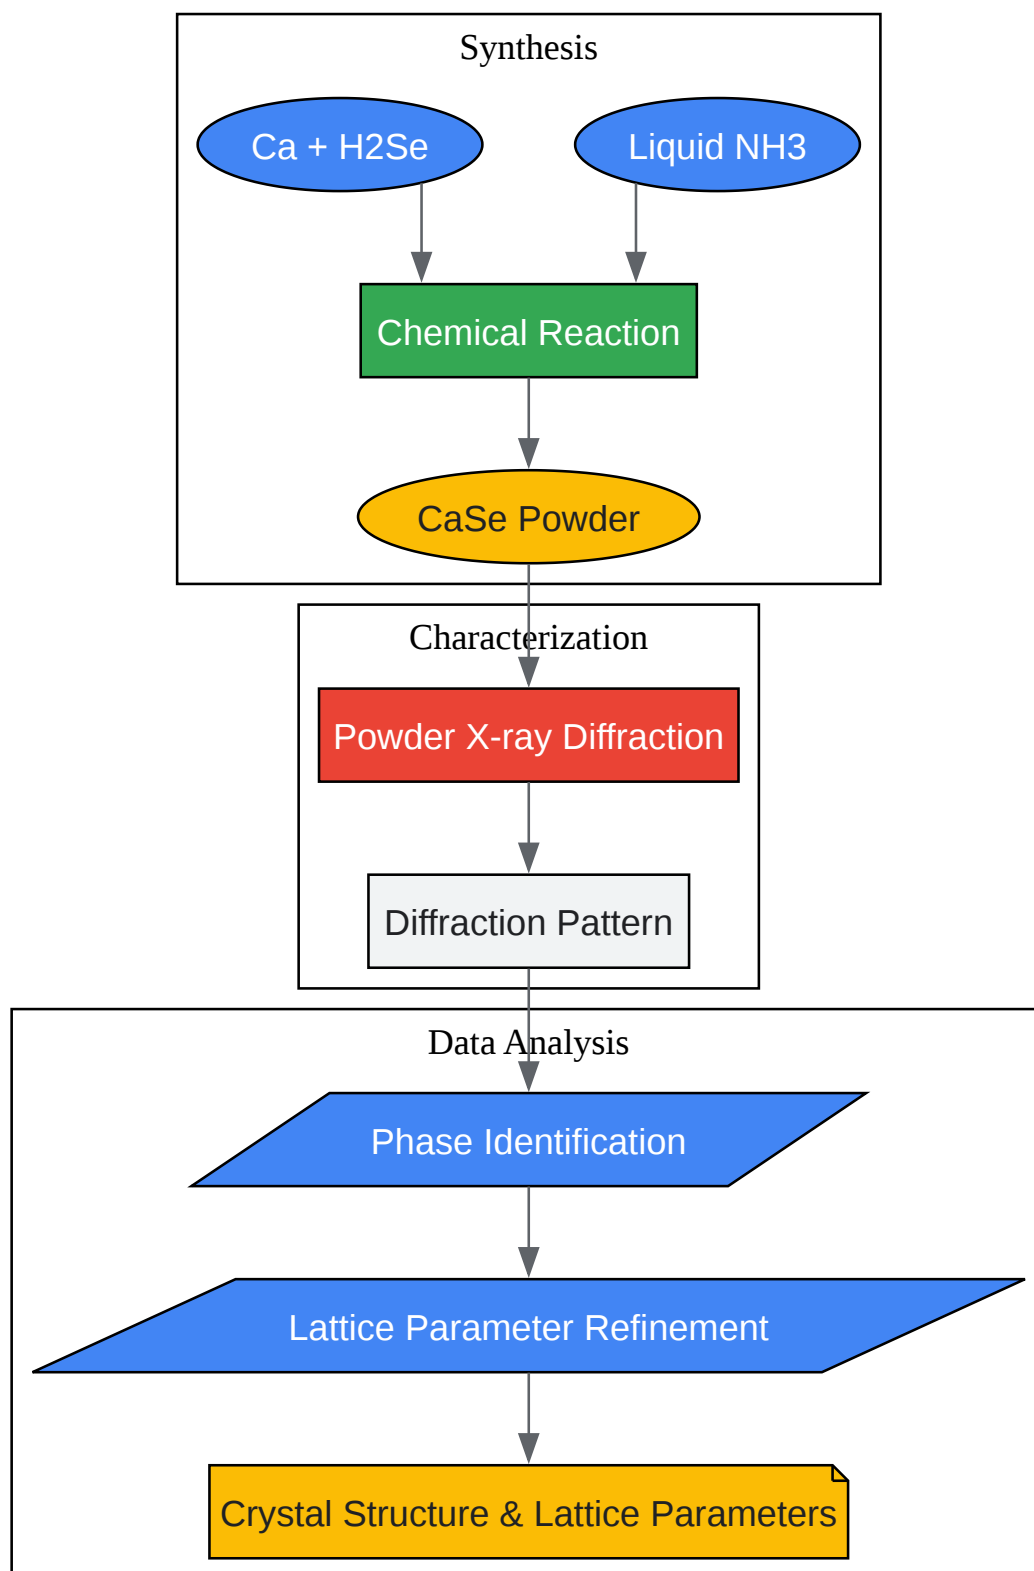 Synthesis
Ca + H2Se
Liquid NH3
Chemical Reaction
CaSe Powder
Characterization
Powder X-ray Diffraction
Diffraction Pattern
Data Analysis
Phase Identification
Lattice Parameter Refinement
Crystal Structure & Lattice Parameters